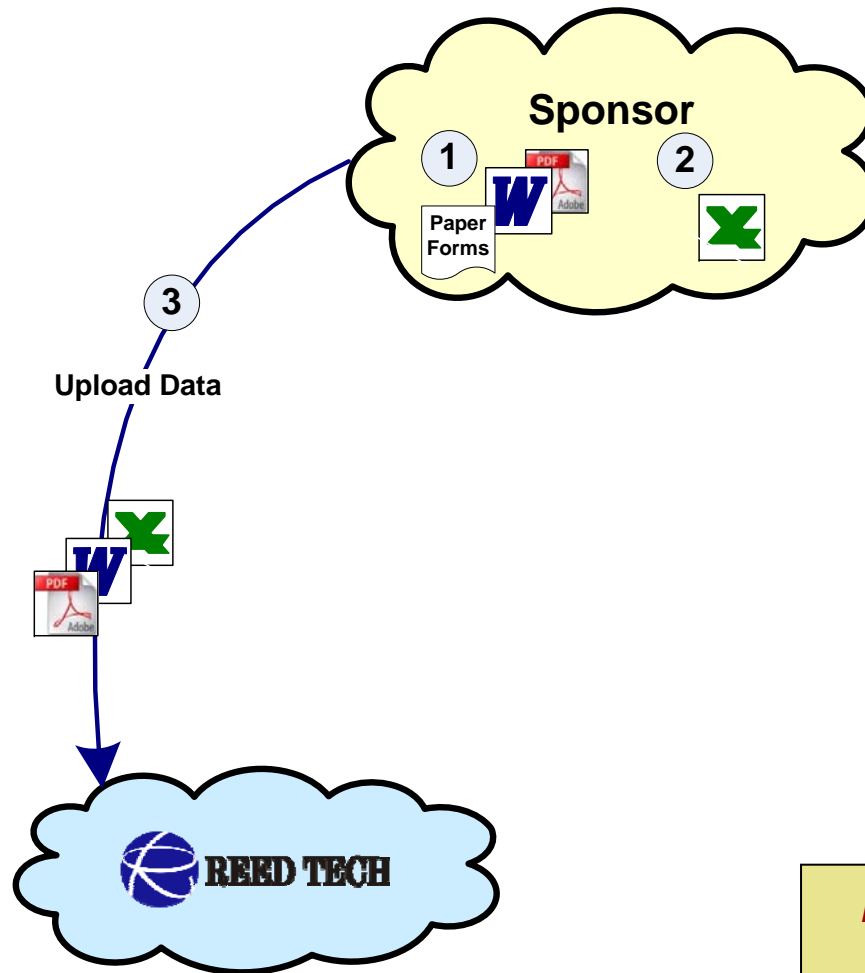 Sponsor
1
2
PDF
Adobe
W
Paper
Forms
X
3
Upload Data
X
W
PDF
Adobe
REED TECH